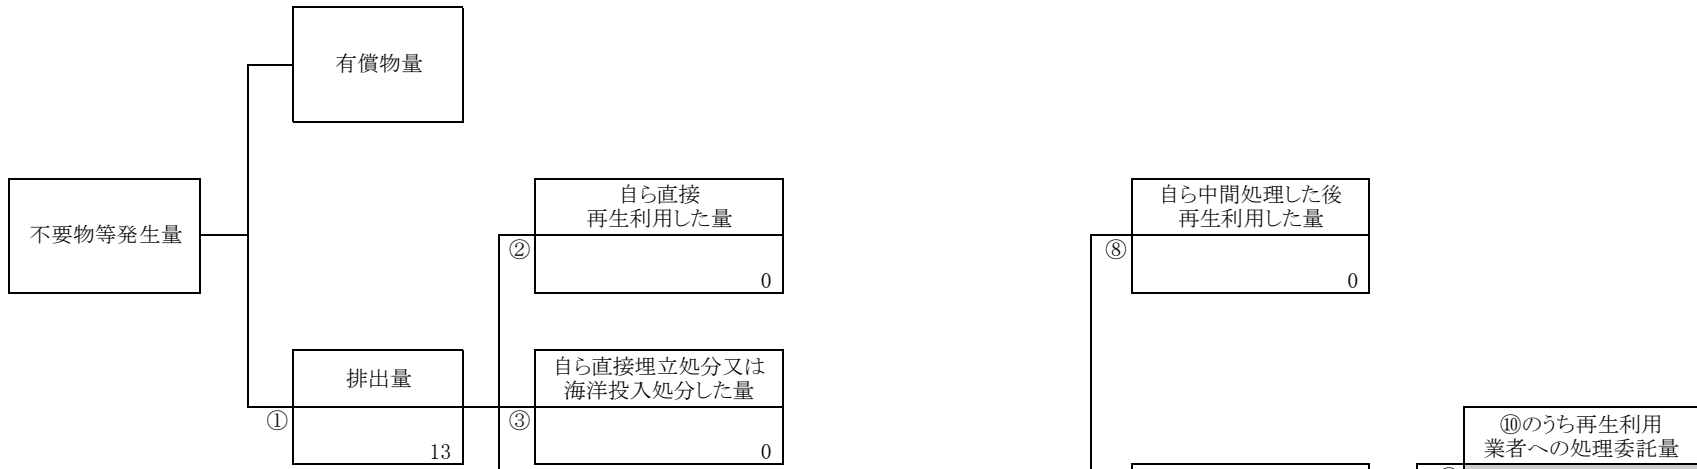 有償物量
不要物等発生量
自ら直接
再生利用した量
②
0
自ら中間処理した後
再生利用した量
⑧
0
排出量
①
13
自ら直接埋立処分又は
海洋投入処分した量
③
0
⑩のうち再生利用
業者への処理委託量